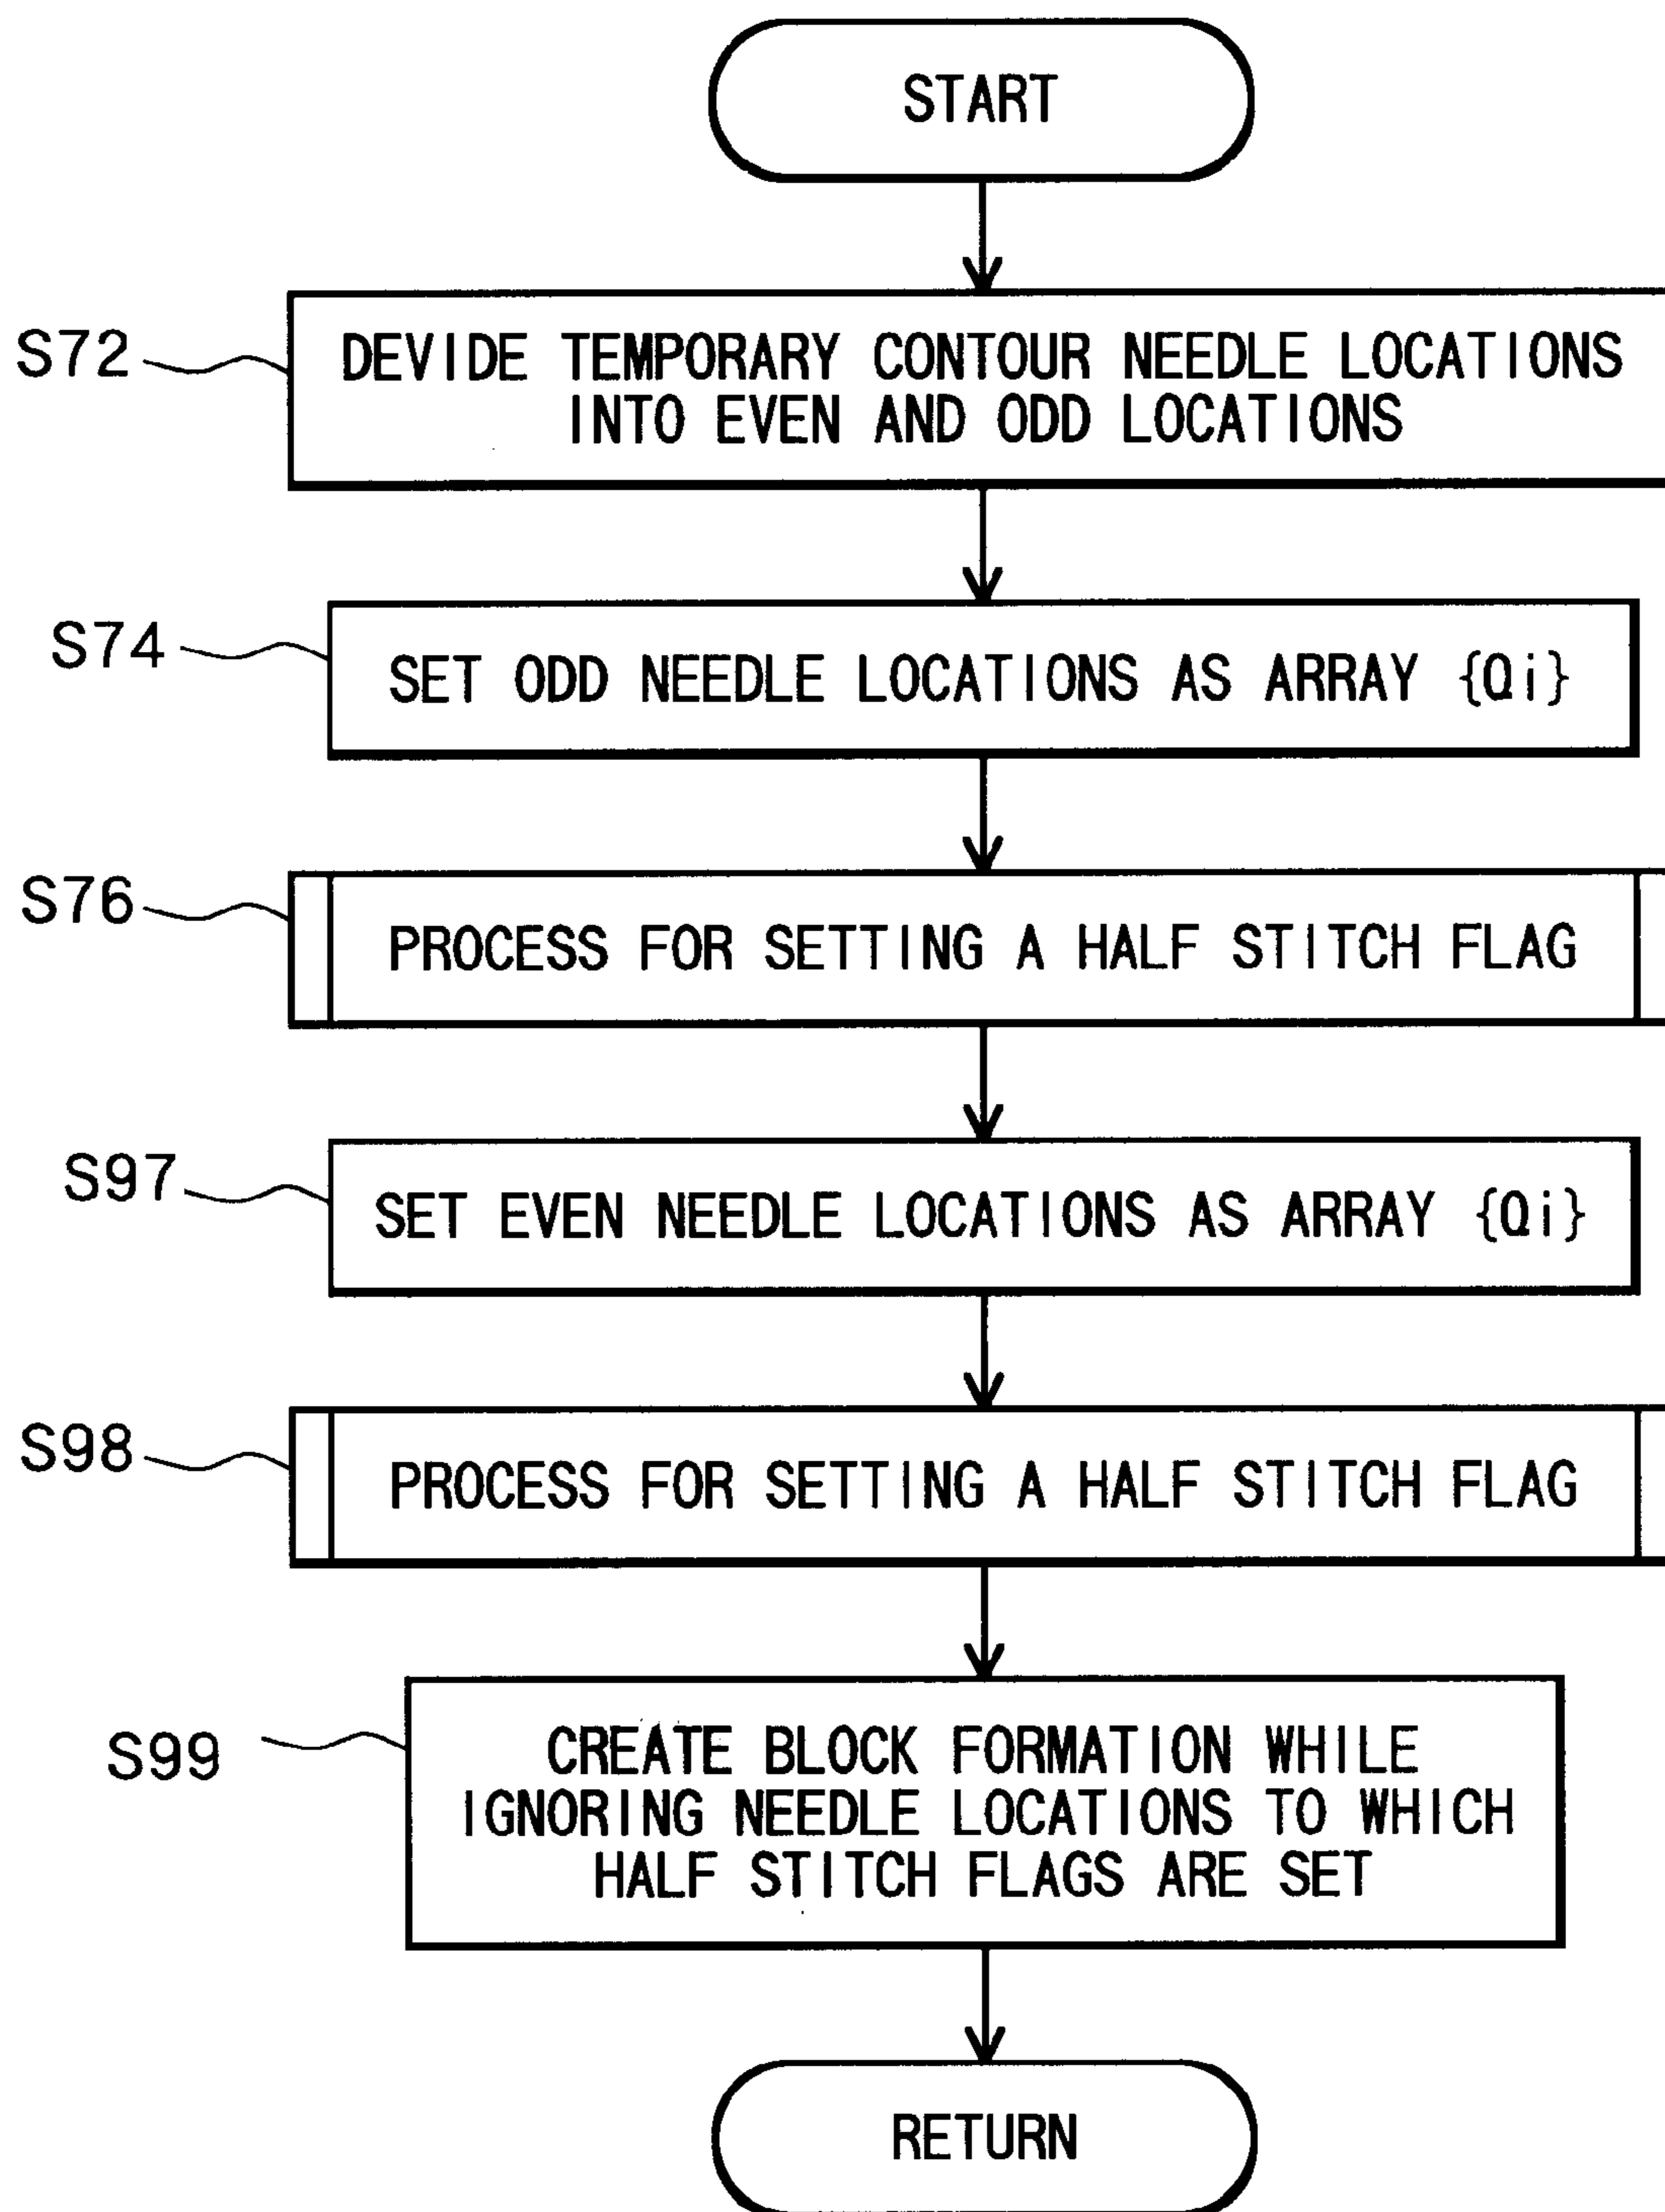 START
S72
DEVIDE TEMPORARY CONTOUR NEEDLE LOCATIONS
INTO EVEN AND ODD LOCATIONS
S74
SET ODD NEEDLE LOCATIONS AS ARRAY {Qi}
S76
PROCESS FOR SETTING A HALF STITCH FLAG
S97
SET EVEN NEEDLE LOCATIONS AS ARRAY {Qi}
S98
PROCESS FOR SETTING A HALF STITCH FLAG
S99
CREATE BLOCK FORMATION WHILE
IGNORING NEEDLE LOCATIONS TO WHICH
HALF STITCH FLAGS ARE SET
RETURN